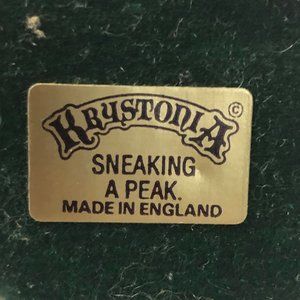 KRYSTONIA ©
SNEAKING
A PEAK.
MADE IN ENGLAND